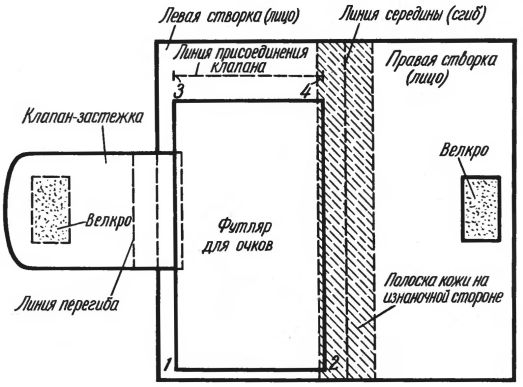 Левая створка (лицо)
Линия середины (сгиб)
Линия присоединения
клапана
Правая створка
(лицо)
3
4
Клапан-застежка
Велкро
Велкро
Футляр
для очков
Линия перегиба
Полоска кожи на
изнаночной стороне
1
2